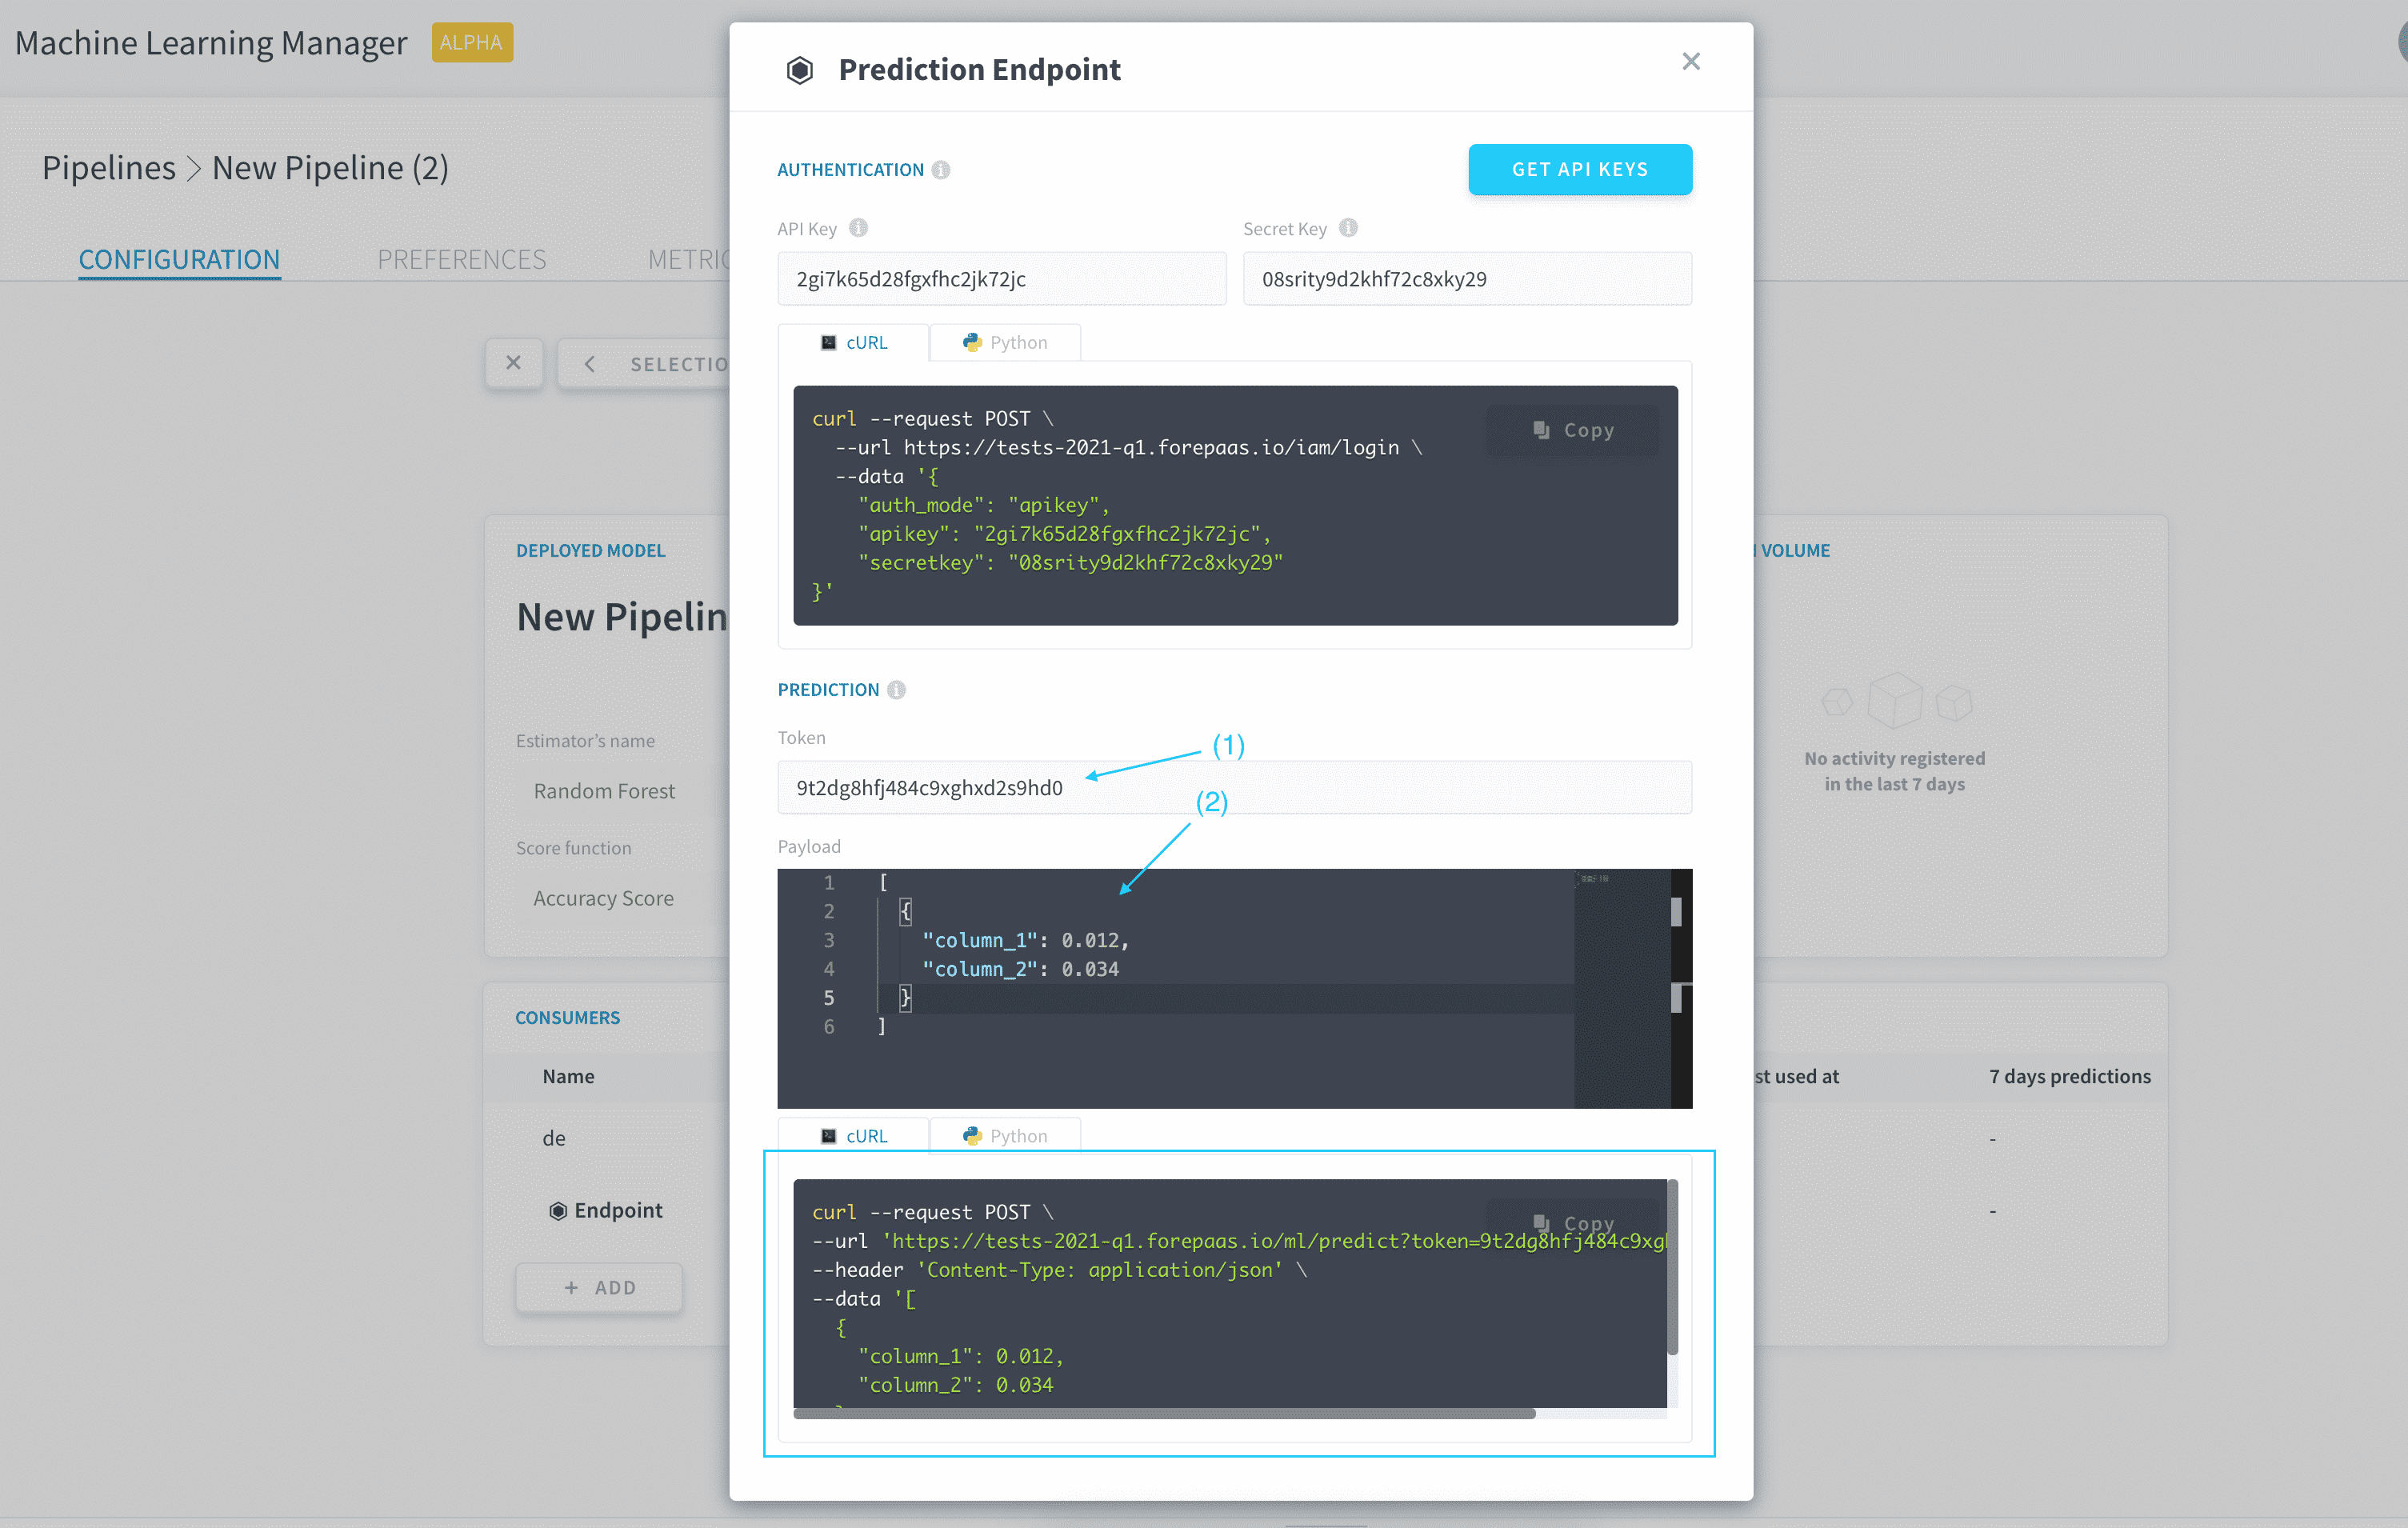 Machine Learning Manager ALPHA
Pipelines > New Pipeline (2)
CONFIGURATION PREFERENCES METRIC
SELECTIO
DEPLOYED MODEL
New Pipelin
Estimator's name
Random Forest
Score function
Accuracy Score
CONSUMERS
Name
de
Endpoint
+ ADD
Prediction Endpoint
AUTHENTICATION
GET API KEYS
API Key
Secret Key
2gi7k65d28fgxfhc2jk72jc
08srity9d2khf72c8xky29
cURL Python
Copy
curl --request POST \
--url https://tests-2021-q1.forepaas.io/iam/login \
--data '{
"auth_mode": "apikey",
"apikey": "2gi7k65d28fgxfhc2jk72jc",
"secretkey": "08srity9d2khf72c8xky29"
}'
PREDICTION
Token
(1)
9t2dg8hfj484c9xghxd2s9hd0
(2)
Payload
1 [
2 {
3 "column_1": 0.012,
4 "column_2": 0.034
5 }
6 ]
cURL Python
curl --request POST \
Copy
--url 'https://tests-2021-q1.forepaas.io/ml/predict?token=9t2dg8hfj484c9xg
--header 'Content-Type: application/json' \
--data '[
{
"column_1": 0.012,
"column_2": 0.034
VOLUME
No activity registered
in the last 7 days
st used at 7 days predictions
-
-